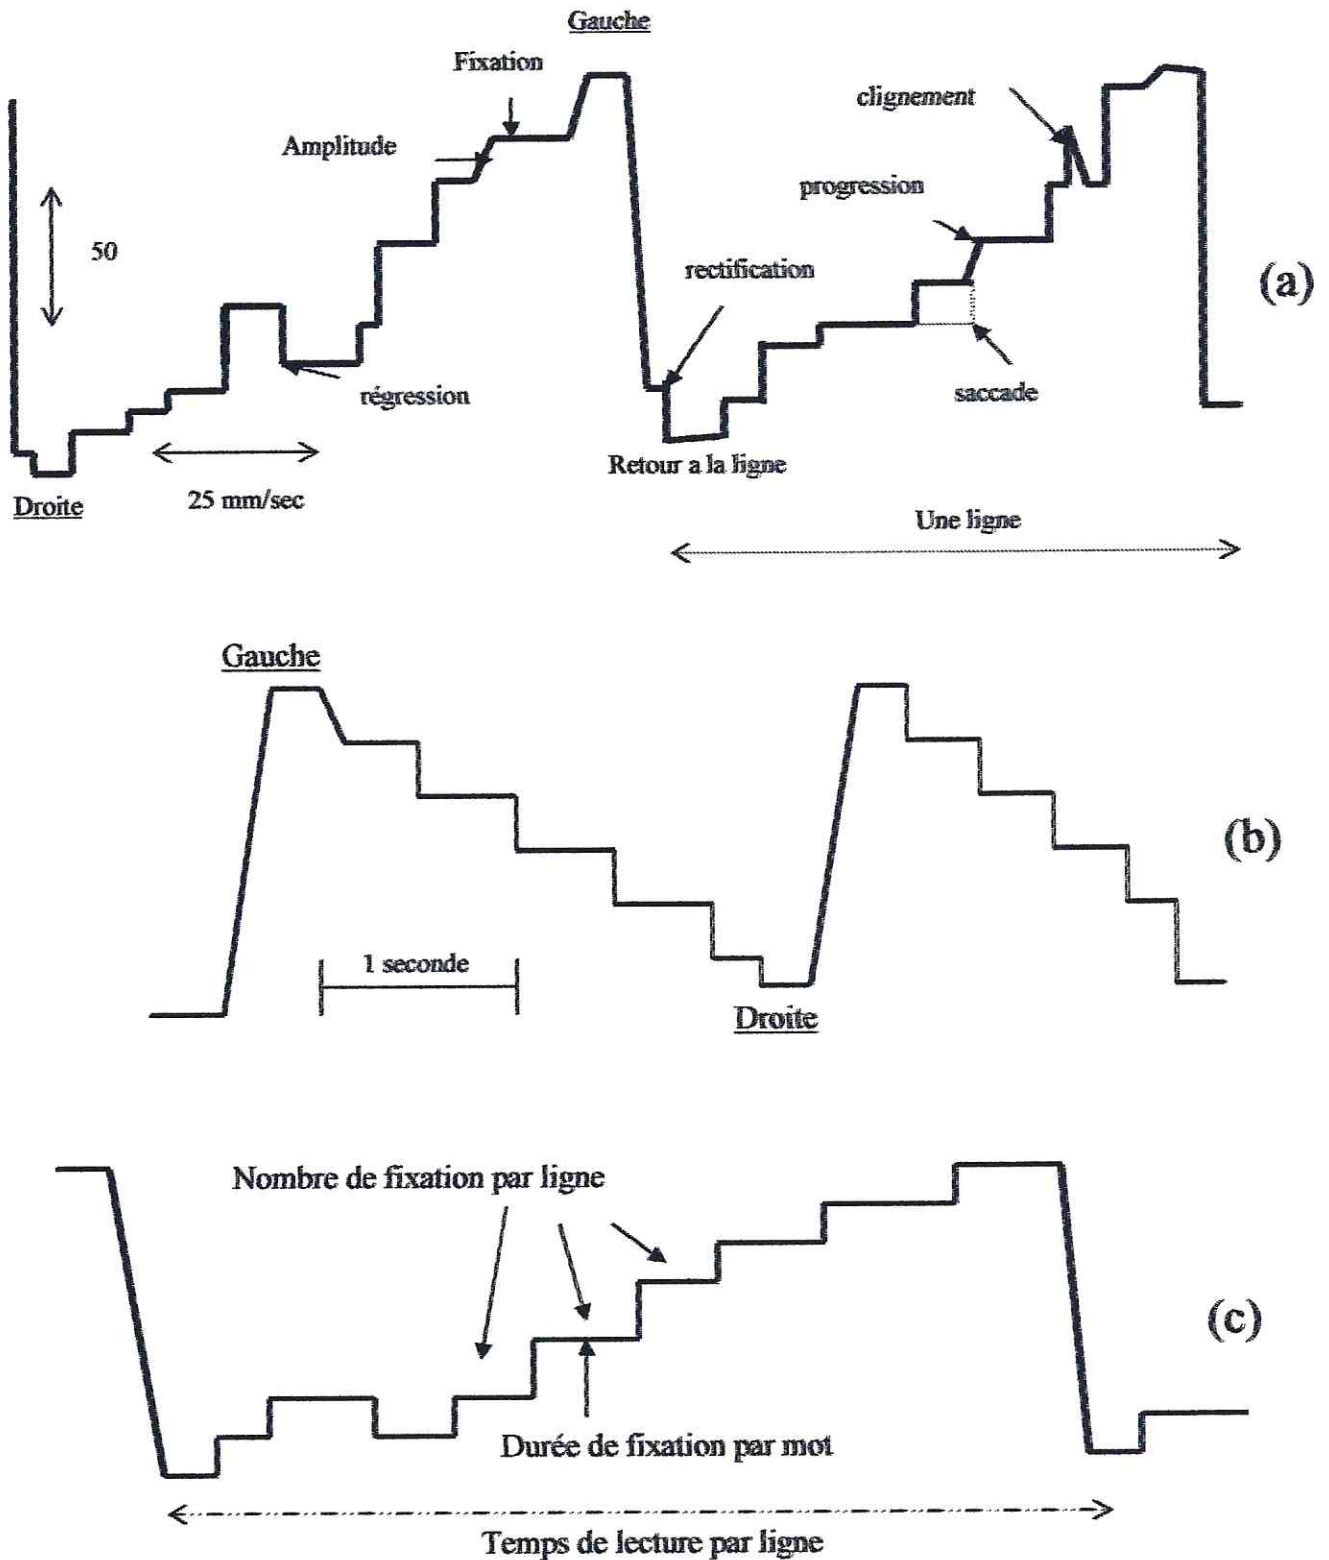 Gauche
Fixation
clignement
Amplitude
progression
50
rectification
(a)
régression
saccade
Retour a la ligne
Droite
25 mm/sec
Une ligne
Gauche
(b)
1 seconde
Droite
Nombre de fixation par ligne
(c)
Durée de fixation par mot
Temps de lecture par ligne